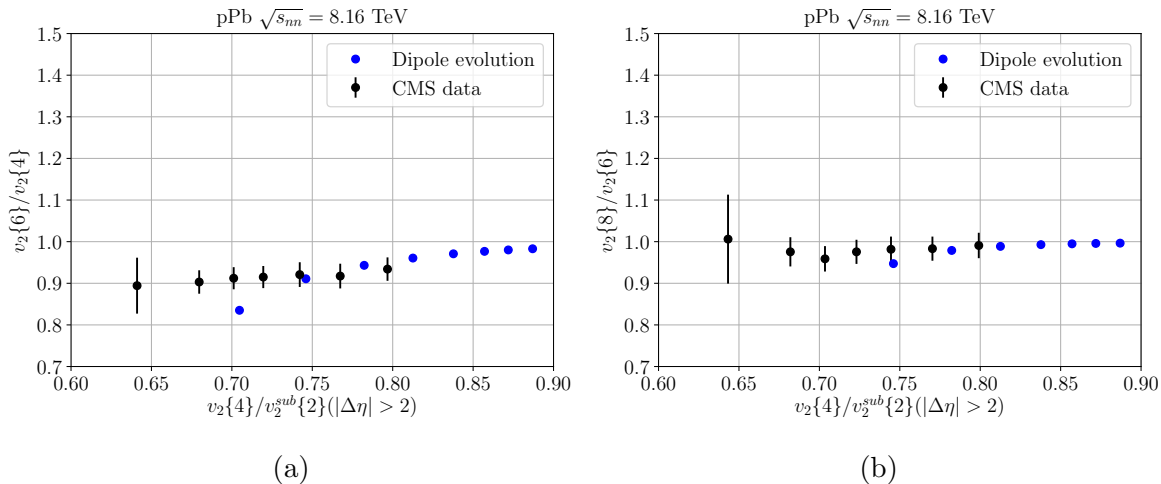 pPb √s_nn = 8.16 TeV
1.5
1.4
1.3
1.2
1.1
1.0
0.9
0.8
0.7
v₂{6}/v₂{4}
Dipole evolution
CMS data
0.60 0.65 0.70 0.75 0.80 0.85 0.90
v₂{4}/v₂^sub{2}(|Δη| > 2)
(a)
pPb √s_nn = 8.16 TeV
1.5
1.4
1.3
1.2
1.1
1.0
0.9
0.8
0.7
v₂{8}/v₂{6}
Dipole evolution
CMS data
0.60 0.65 0.70 0.75 0.80 0.85 0.90
v₂{4}/v₂^sub{2}(|Δη| > 2)
(b)